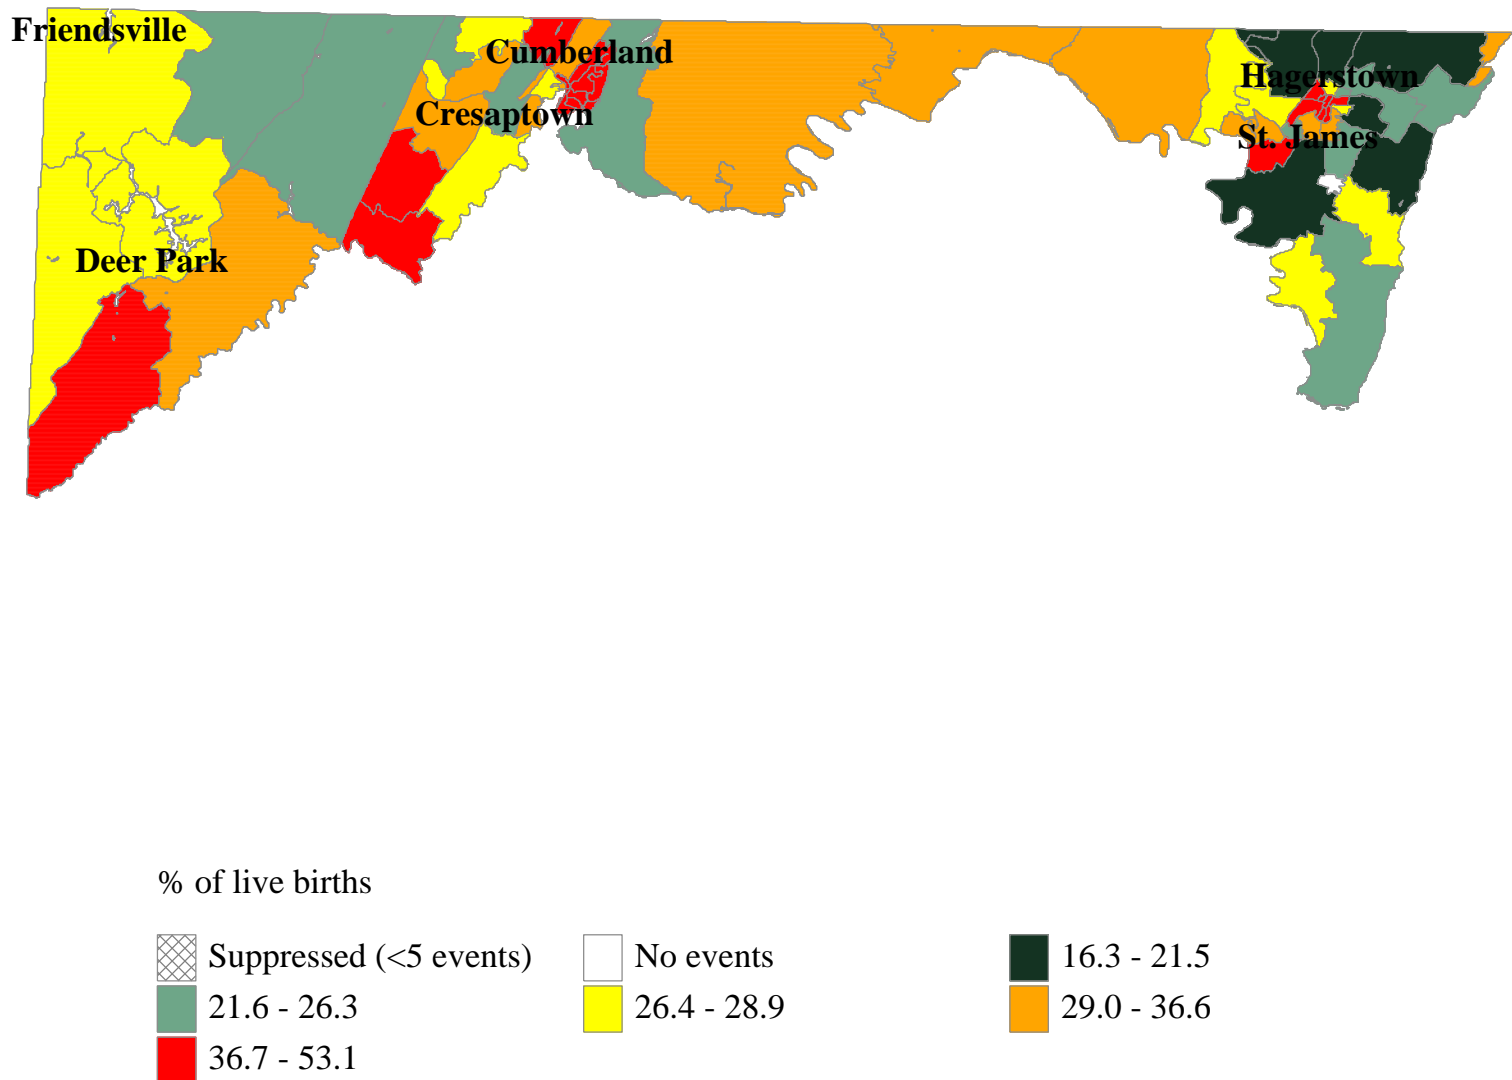 Friendsville
Cumberland
Hagerstown
Cresaptown
St. James
Deer Park
% of live births
Suppressed (<5 events)
No events
16.3 - 21.5
21.6 - 26.3
26.4 - 28.9
29.0 - 36.6
36.7 - 53.1